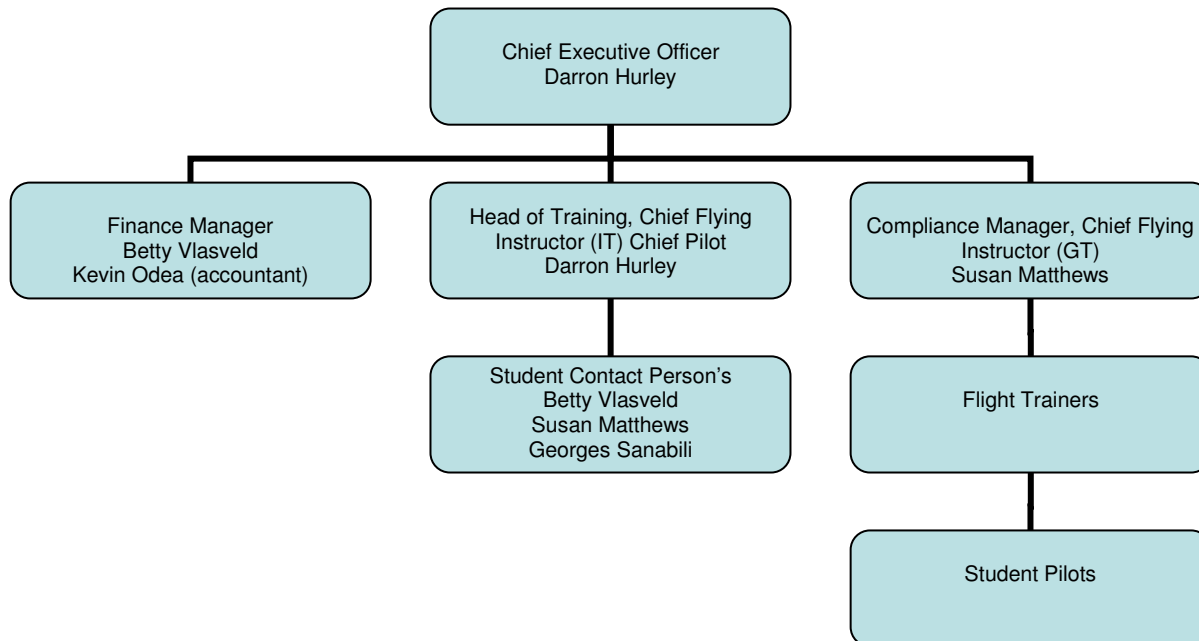 Chief Executive Officer
Darron Hurley
Finance Manager
Betty Vlasveld
Kevin Odea (accountant)
Head of Training, Chief Flying
Instructor (IT) Chief Pilot
Darron Hurley
Compliance Manager, Chief Flying
Instructor (GT)
Susan Matthews
Student Contact Person’s
Betty Vlasveld
Susan Matthews
Georges Sanabili
Flight Trainers
Student Pilots